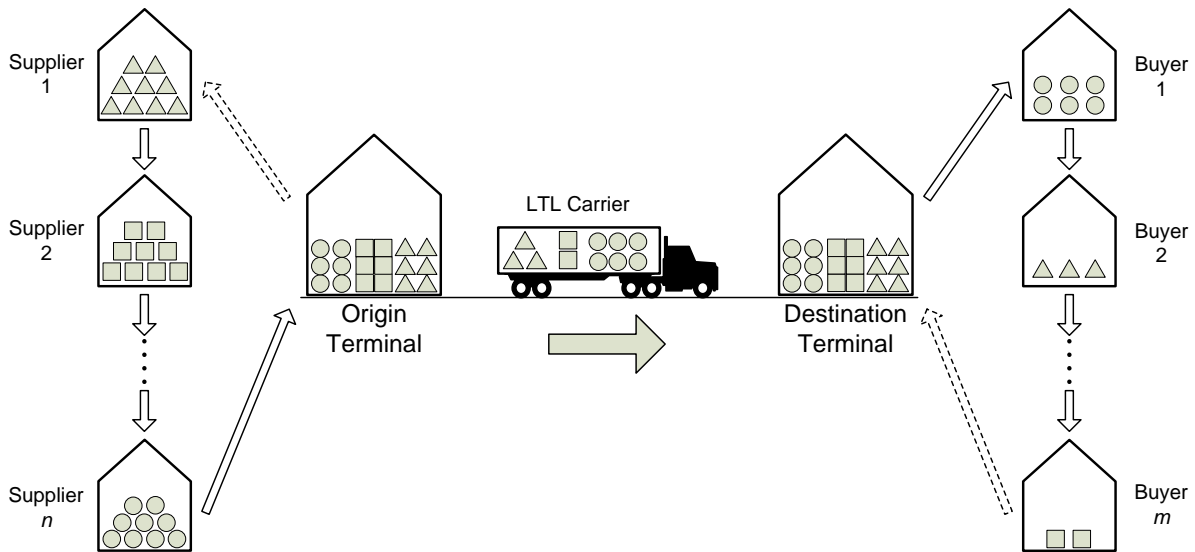 Supplier
1
Supplier
2
Supplier
n
Origin
Terminal
LTL Carrier
Destination
Terminal
Buyer
1
Buyer
2
Buyer
m